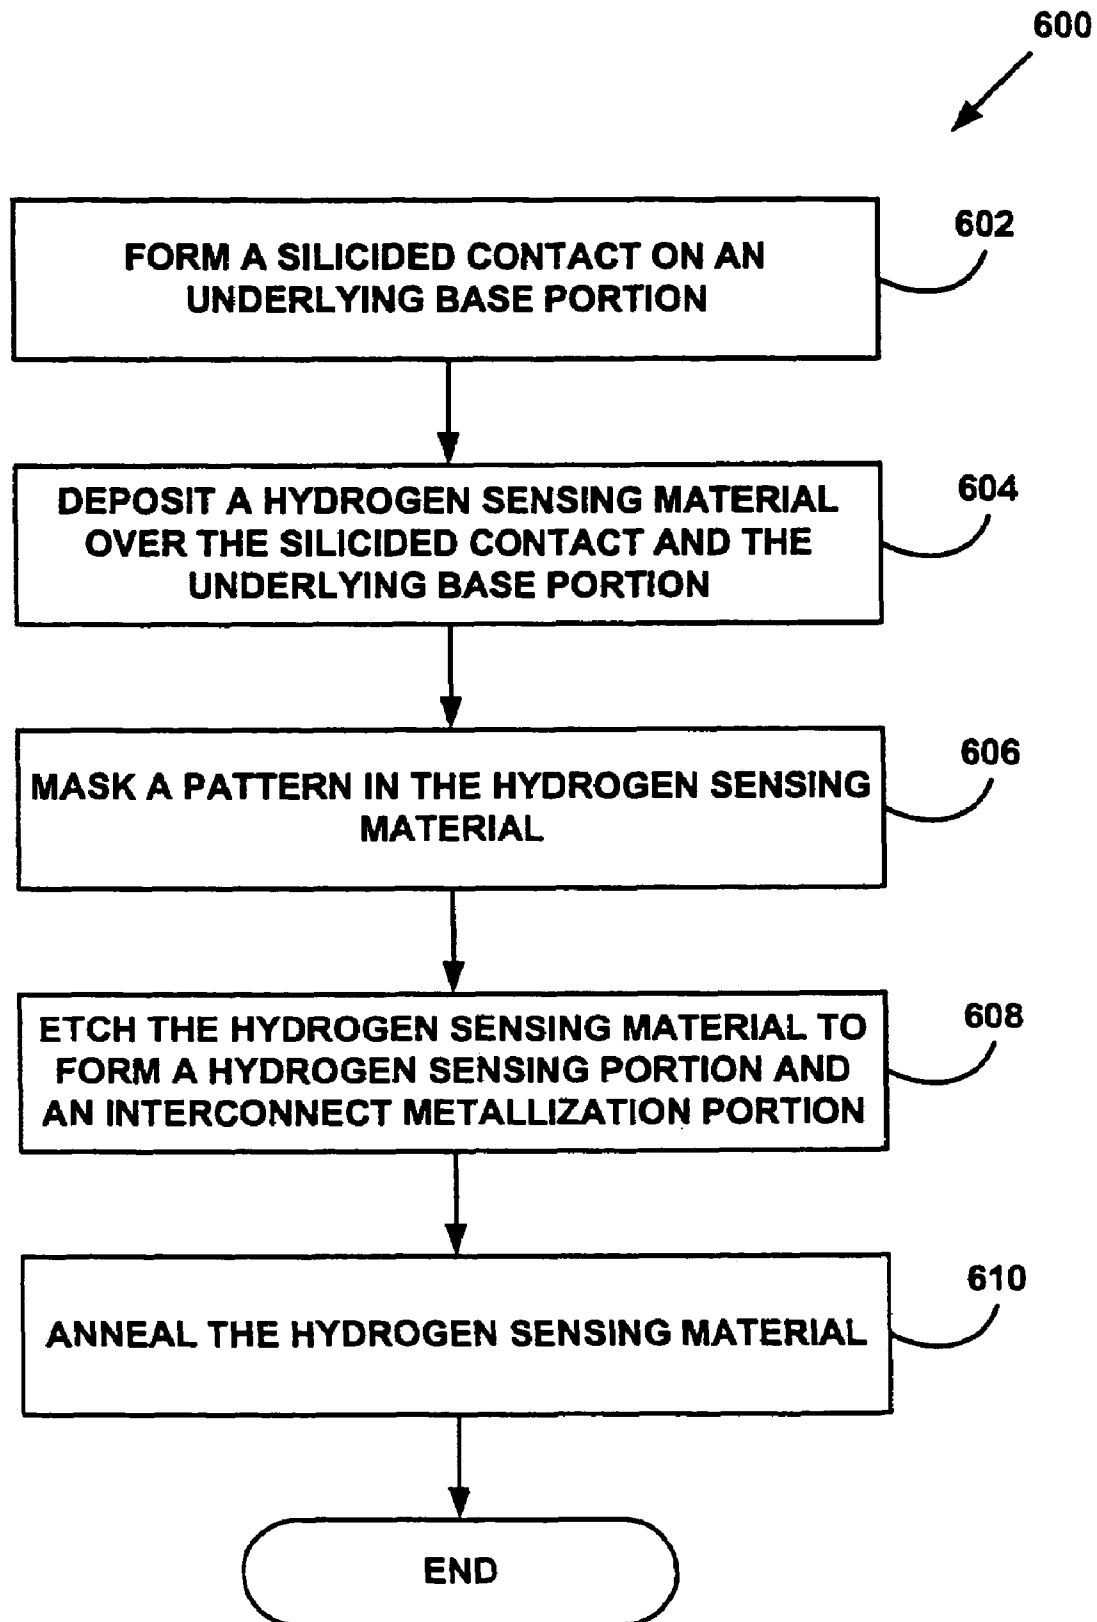 600
FORM A SILICIDED CONTACT ON AN
UNDERLYING BASE PORTION
602
DEPOSIT A HYDROGEN SENSING MATERIAL
OVER THE SILICIDED CONTACT AND THE
UNDERLYING BASE PORTION
604
MASK A PATTERN IN THE HYDROGEN SENSING
MATERIAL
606
ETCH THE HYDROGEN SENSING MATERIAL TO
FORM A HYDROGEN SENSING PORTION AND
AN INTERCONNECT METALLIZATION PORTION
608
ANNEAL THE HYDROGEN SENSING MATERIAL
610
END